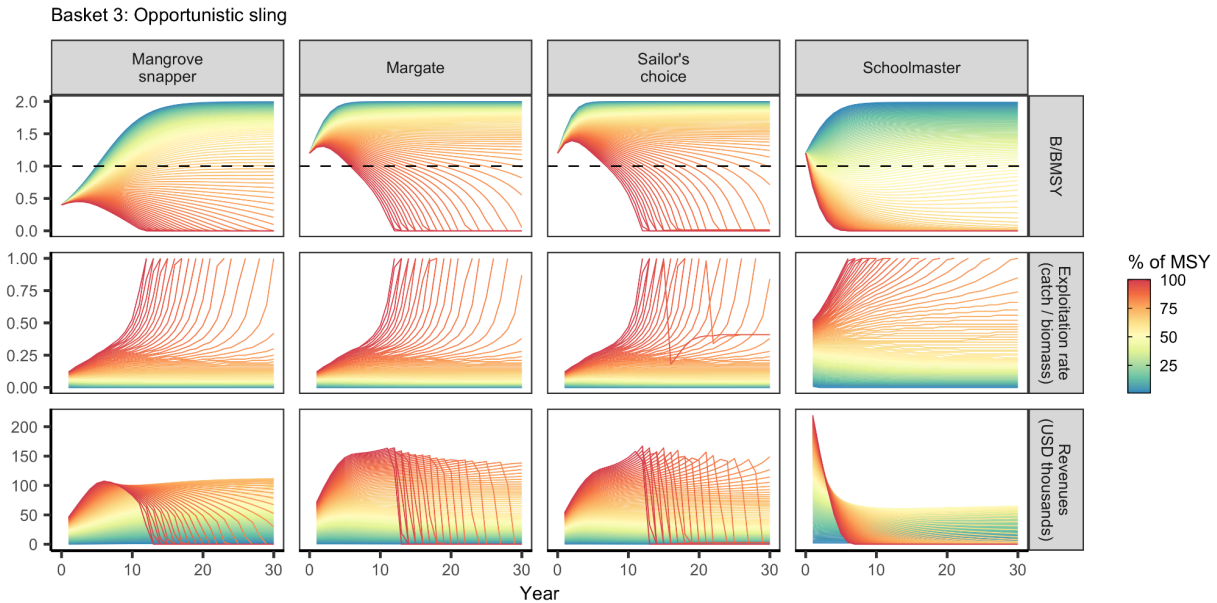 Basket 3: Opportunistic sling
Mangrove
snapper
Margate
Sailor's
choice
Schoolmaster
2.0
1.5
1.0
0.5
0.0
B/BMSY
1.00
0.75
0.50
0.25
0.00
Exploitation rate
(catch / biomass)
200
150
100
50
0
Revenues
(USD thousands)
0 10 20 30 0 10 20 30 0 10 20 30 0 10 20 30
Year
% of MSY
100
75
50
25